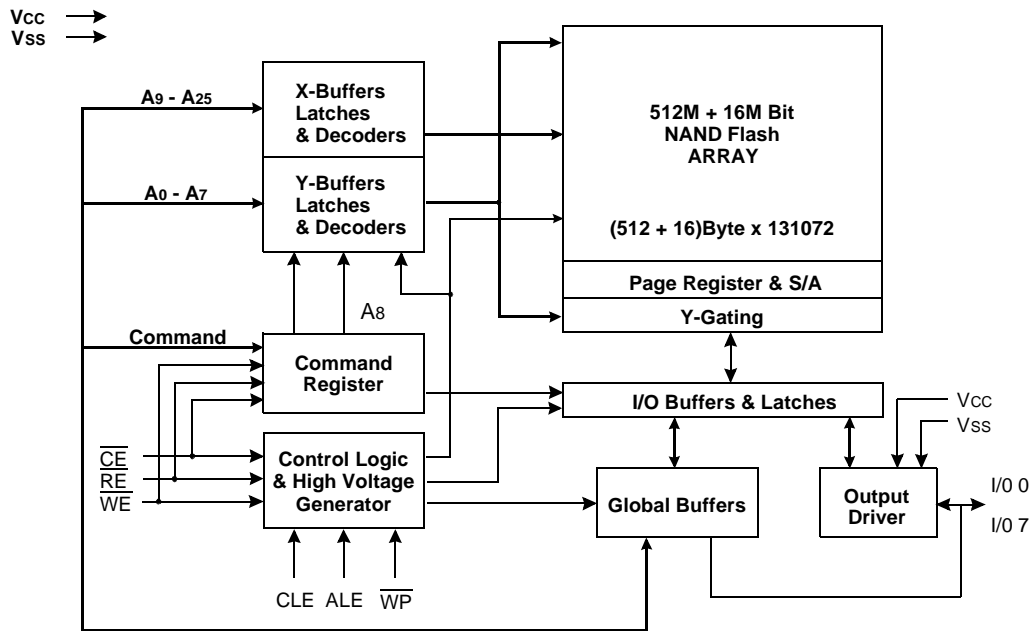 VCC
VSS
A9 - A25
X-Buffers
Latches
& Decoders
A0 - A7
Y-Buffers
Latches
& Decoders
512M + 16M Bit
NAND Flash
ARRAY
(512 + 16)Byte x 131072
Page Register & S/A
Y-Gating
A8
Command
Command
Register
I/O Buffers & Latches
VCC
VSS
CE
RE
WE
Control Logic
& High Voltage
Generator
Global Buffers
Output
Driver
I/0 0
I/0 7
CLE
ALE
WP